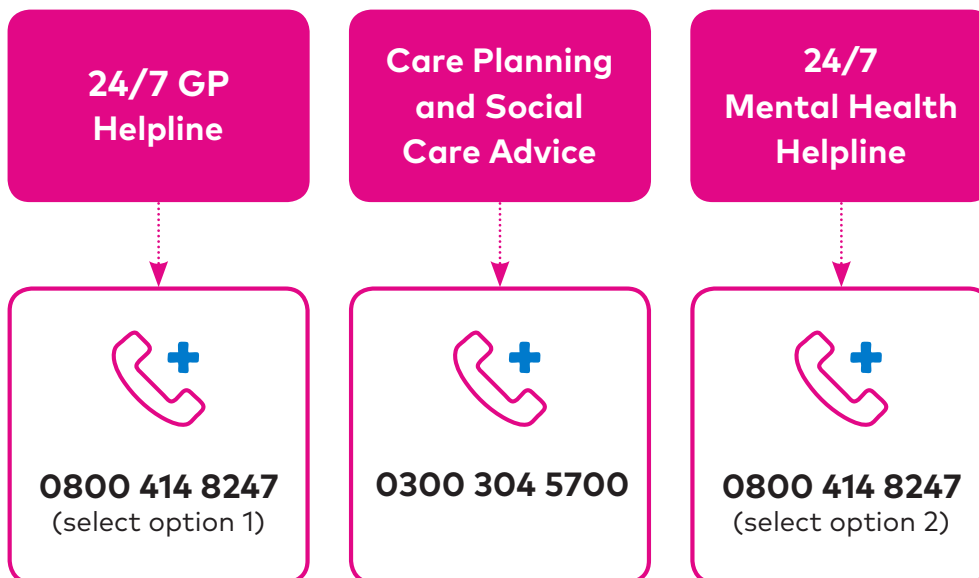 24/7 GP
Helpline
Care Planning
and Social
Care Advice
24/7
Mental Health
Helpline
0800 414 8247
(select option 1)
0300 304 5700
0800 414 8247
(select option 2)